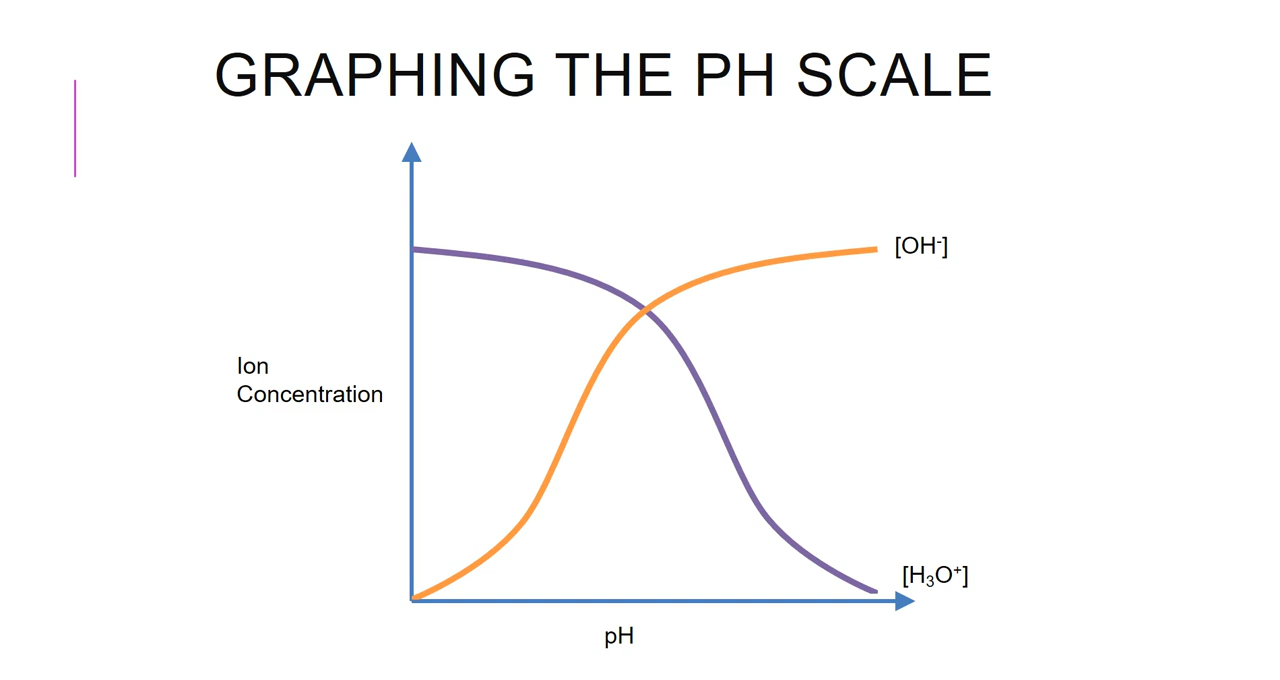 GRAPHING THE PH SCALE
[OH⁻]
Ion
Concentration
[H₃O⁺]
pH